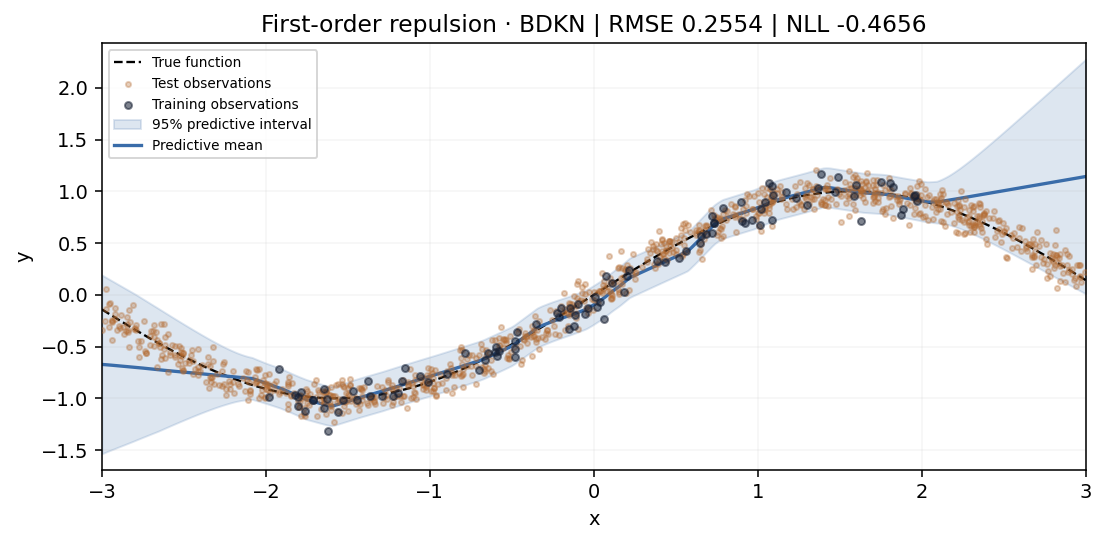 First-order repulsion · BDKN | RMSE 0.2554 | NLL -0.4656
True function
Test observations
Training observations
95% predictive interval
Predictive mean
2.0
1.5
1.0
0.5
0.0
−0.5
−1.0
−1.5
y
−3 −2 −1 0 1 2 3
x